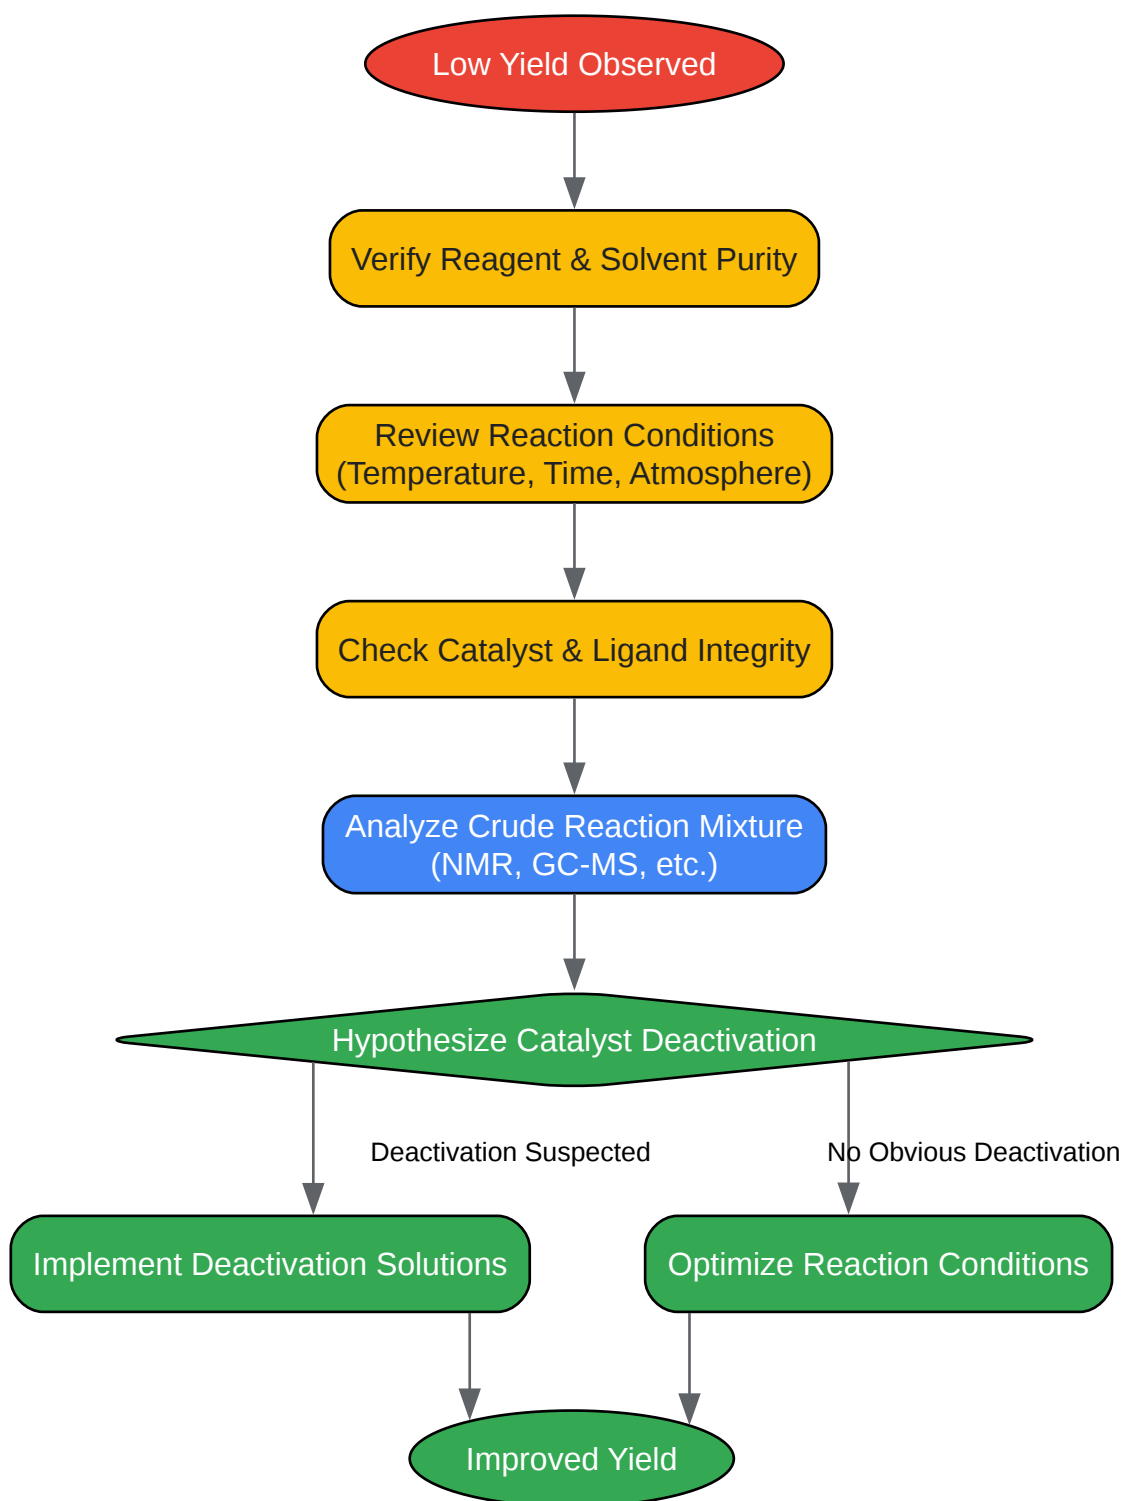 Low Yield Observed
Verify Reagent & Solvent Purity
Review Reaction Conditions
(Temperature, Time, Atmosphere)
Check Catalyst & Ligand Integrity
Analyze Crude Reaction Mixture
(NMR, GC-MS, etc.)
Hypothesize Catalyst Deactivation
Deactivation Suspected
No Obvious Deactivation
Implement Deactivation Solutions
Optimize Reaction Conditions
Improved Yield